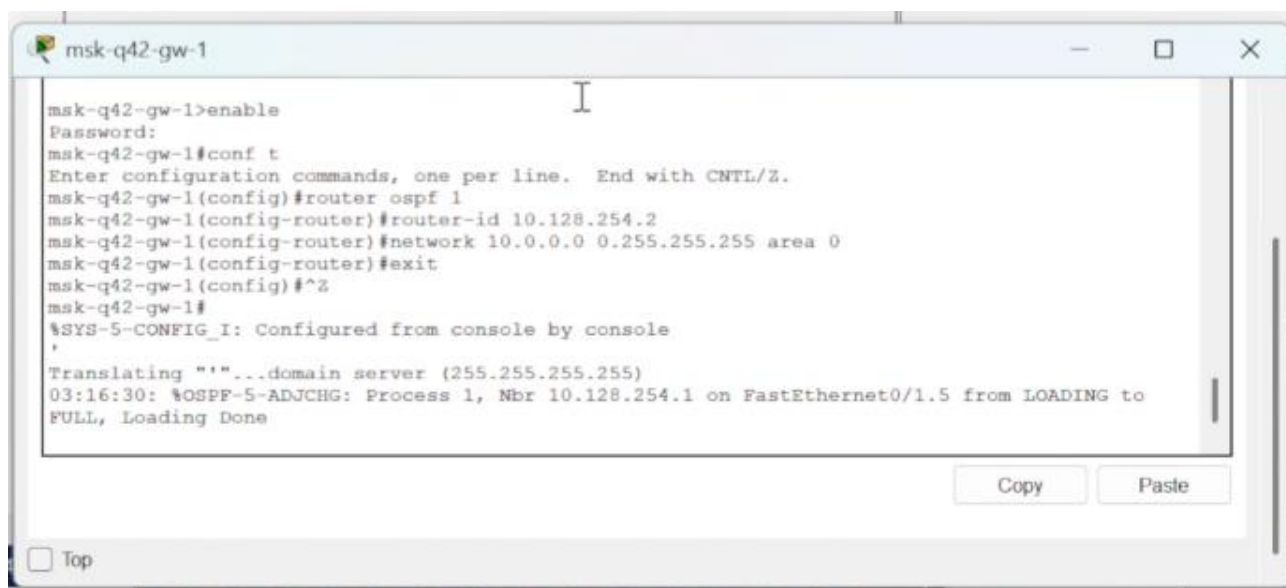 msk-q42-gw-1
msk-q42-gw-1>enable
Password:
msk-q42-gw-1#conf t
Enter configuration commands, one per line.  End with CNTL/Z.
msk-q42-gw-1(config)#router ospf 1
msk-q42-gw-1(config-router)#router-id 10.128.254.2
msk-q42-gw-1(config-router)#network 10.0.0.0 0.255.255.255 area 0
msk-q42-gw-1(config-router)#exit
msk-q42-gw-1(config)#^Z
msk-q42-gw-1#
%SYS-5-CONFIG_I: Configured from console by console
'
Translating "'"...domain server (255.255.255.255)
03:16:30: %OSPF-5-ADJCHG: Process 1, Nbr 10.128.254.1 on FastEthernet0/1.5 from LOADING to
FULL, Loading Done
Copy Paste
Top